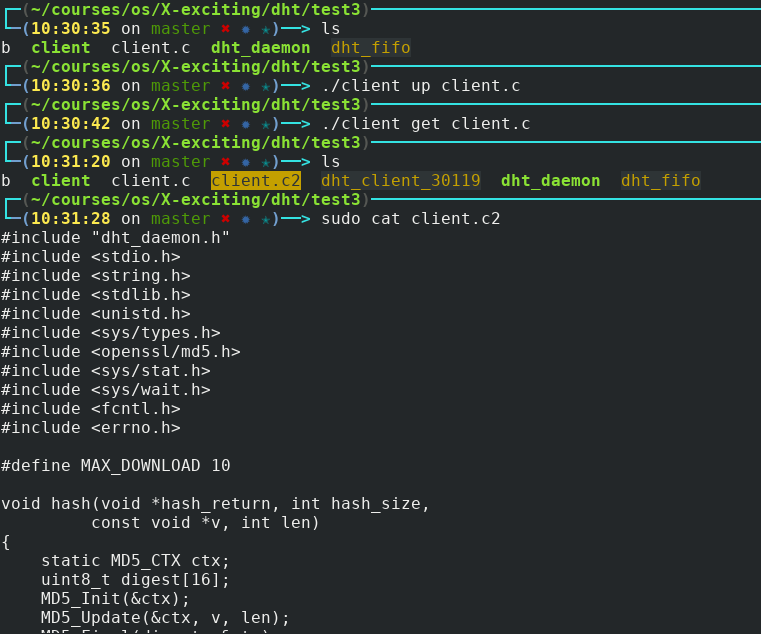 ┌─(~/courses/os/X-exciting/dht/test3)────
└─(10:30:35 on master ✖ ✹ ✭)──> ls
b  client  client.c  dht_daemon  dht_fifo
┌─(~/courses/os/X-exciting/dht/test3)────
└─(10:30:36 on master ✖ ✹ ✭)──> ./client up client.c
┌─(~/courses/os/X-exciting/dht/test3)────
└─(10:30:42 on master ✖ ✹ ✭)──> ./client get client.c
┌─(~/courses/os/X-exciting/dht/test3)────
└─(10:31:20 on master ✖ ✹ ✭)──> ls
b  client  client.c  client.c2  dht_client_30119  dht_daemon  dht_fifo
┌─(~/courses/os/X-exciting/dht/test3)────
└─(10:31:28 on master ✖ ✹ ✭)──> sudo cat client.c2
#include "dht_daemon.h"
#include <stdio.h>
#include <string.h>
#include <stdlib.h>
#include <unistd.h>
#include <sys/types.h>
#include <openssl/md5.h>
#include <sys/stat.h>
#include <sys/wait.h>
#include <fcntl.h>
#include <errno.h>

#define MAX_DOWNLOAD 10

void hash(void *hash_return, int hash_size,
         const void *v, int len)
{
    static MD5_CTX ctx;
    uint8_t digest[16];
    MD5_Init(&ctx);
    MD5_Update(&ctx, v, len);